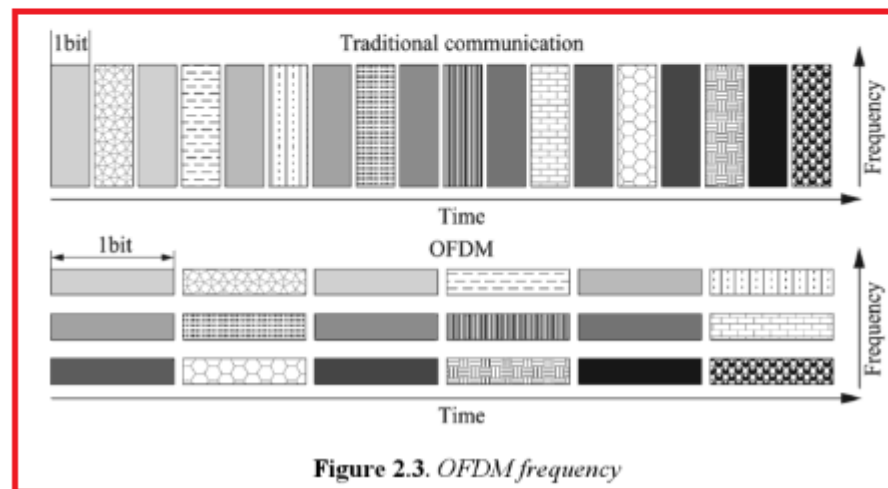 1bit
Traditional communication
Frequency
Time
1bit
OFDM
Frequency
Time
Figure 2.3. OFDM frequency